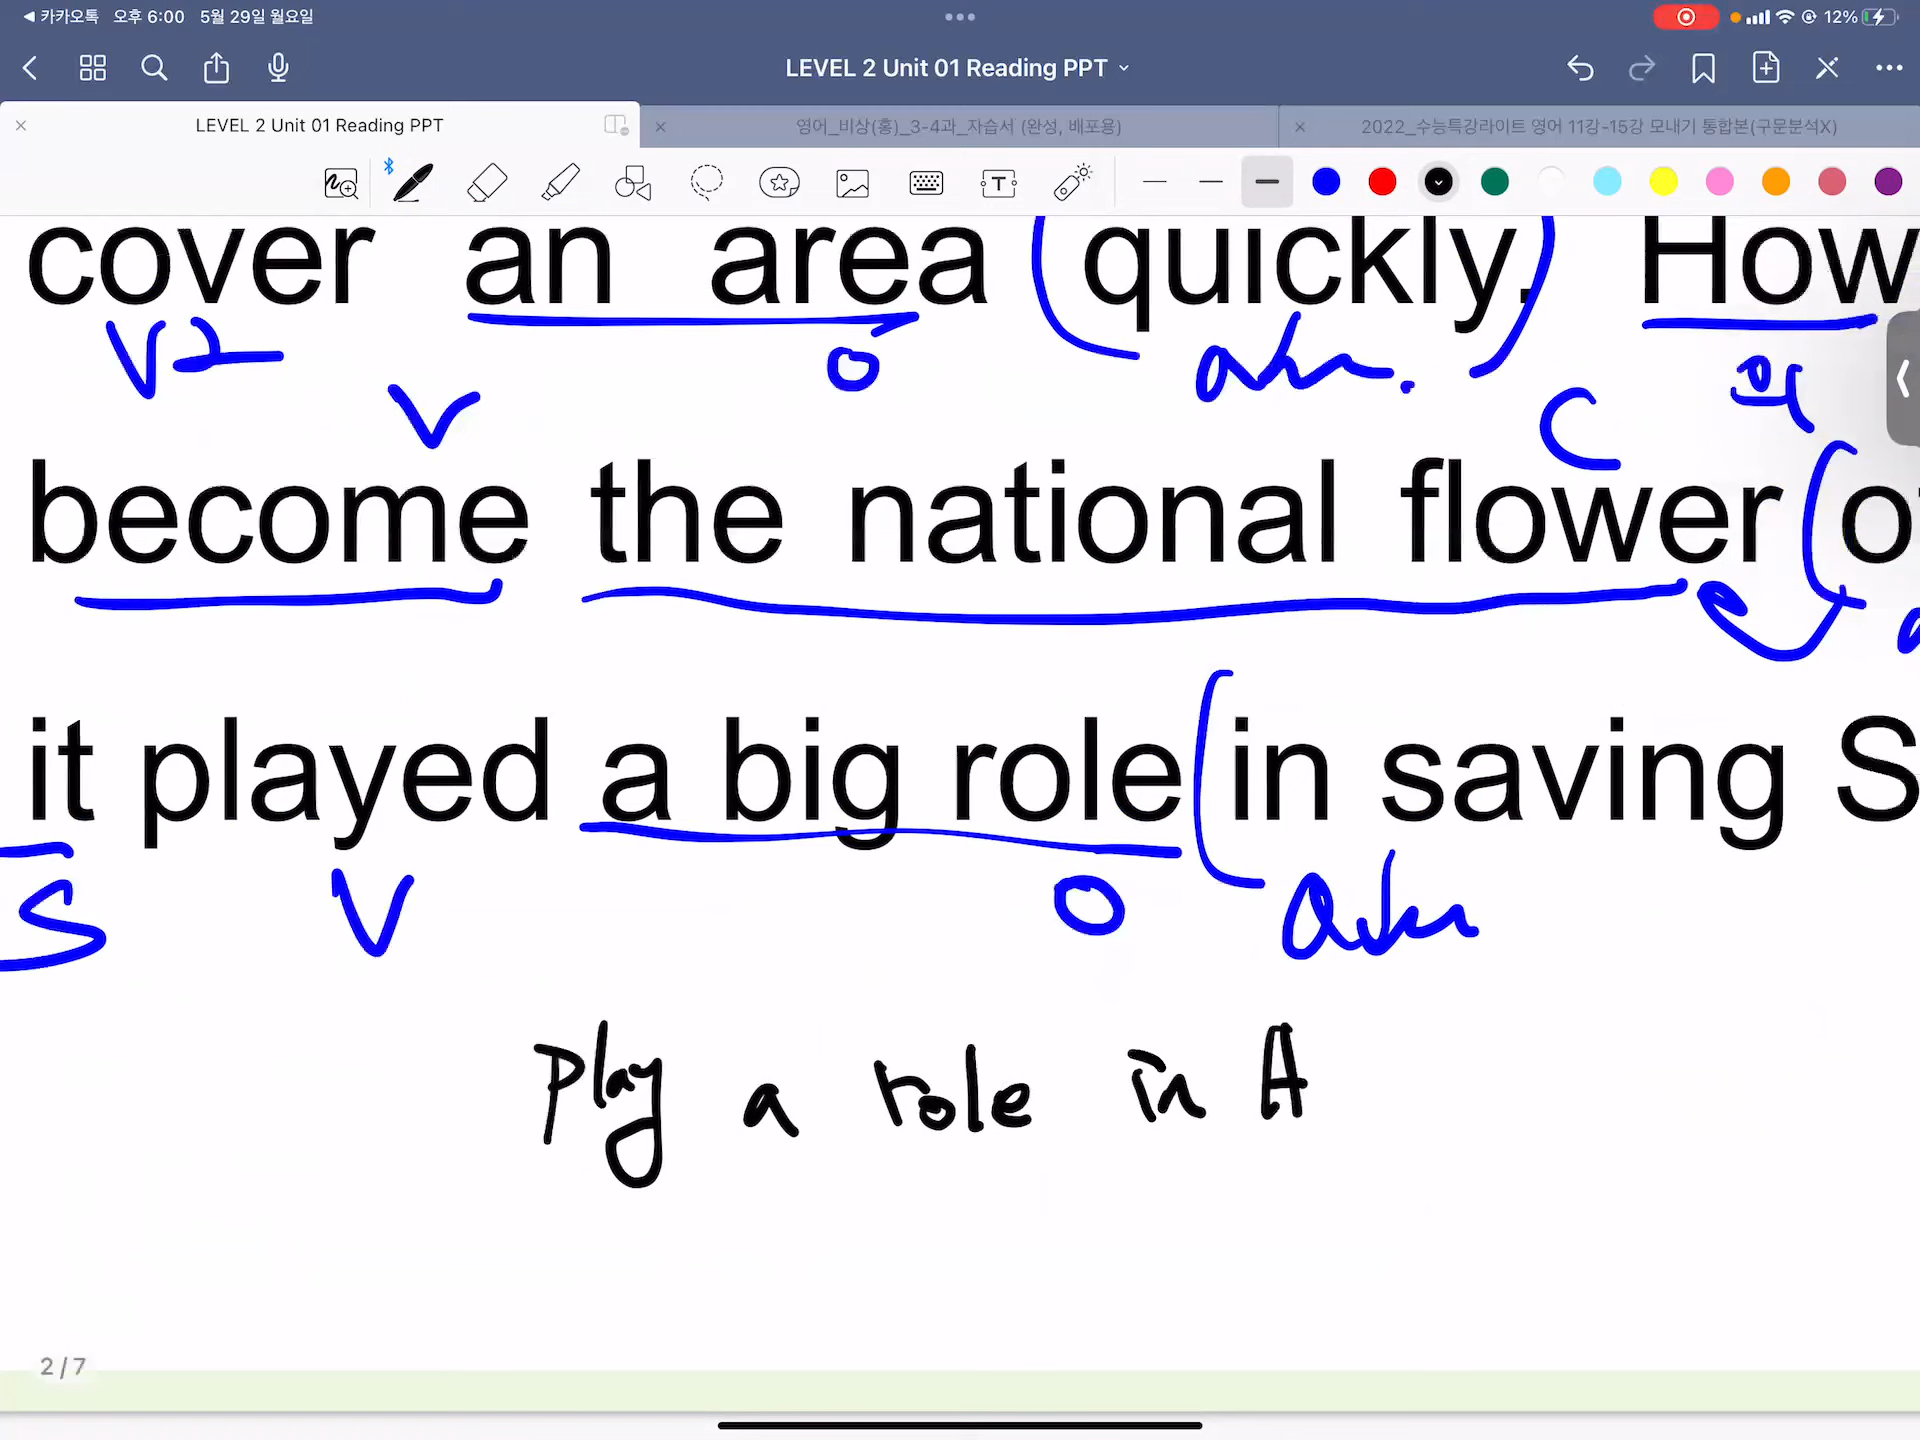 카카오톡 오후 6:00 5월 29일 월요일 12%
LEVEL 2 Unit 01 Reading PPT
LEVEL 2 Unit 01 Reading PPT 영어_비상(홍)_3-4과_자습서 (완성, 배포용) 2022_수능특강라이트 영어 11강-15강 모내기 통합본(구문분석X)
cover an area (quickly.) How
V2 O 의
V C
become the national flower (o
it played a big role (in saving S
S V O
Play a role in A
2 / 7